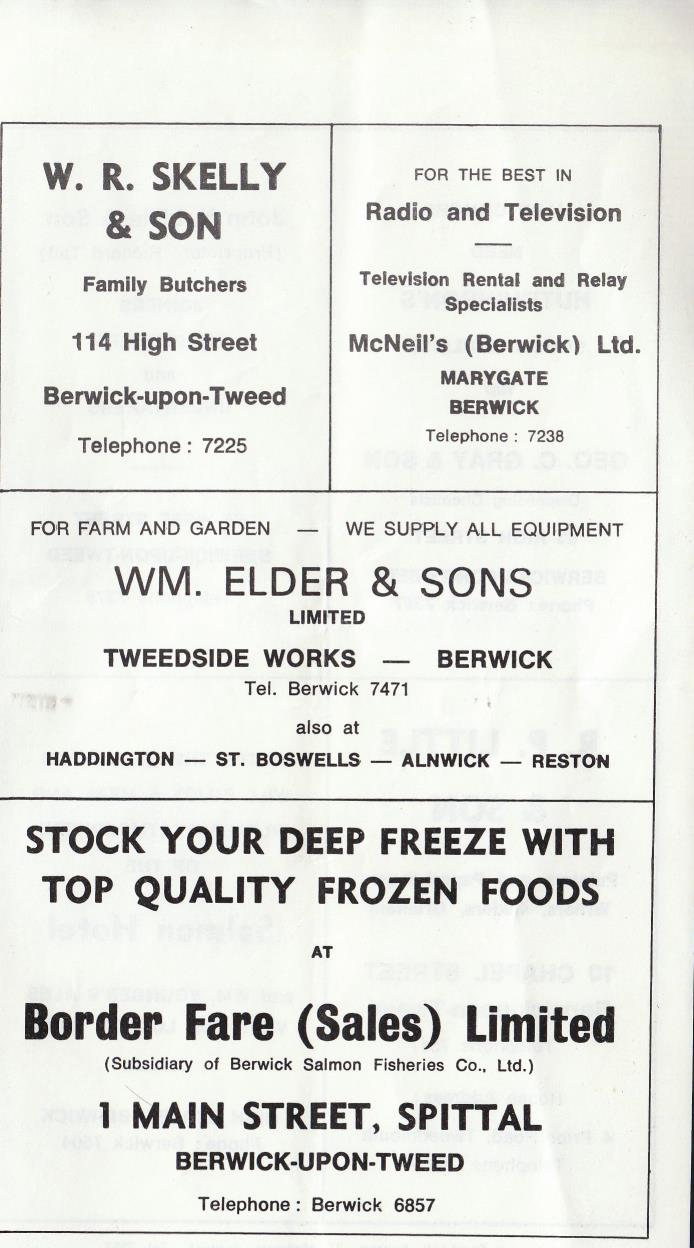 W. R. SKELLY
& SON
Family Butchers
114 High Street
Berwick-upon-Tweed
Telephone : 7225
FOR THE BEST IN
Radio and Television
Television Rental and Relay
Specialists
McNeil's (Berwick) Ltd.
MARYGATE
BERWICK
Telephone : 7238
FOR FARM AND GARDEN — WE SUPPLY ALL EQUIPMENT
WM. ELDER & SONS
LIMITED
TWEEDSIDE WORKS — BERWICK
Tel. Berwick 7471
also at
HADDINGTON — ST. BOSWELLS — ALNWICK — RESTON
STOCK YOUR DEEP FREEZE WITH
TOP QUALITY FROZEN FOODS
AT
Border Fare (Sales) Limited
(Subsidiary of Berwick Salmon Fisheries Co., Ltd.)
1 MAIN STREET, SPITTAL
BERWICK-UPON-TWEED
Telephone : Berwick 6857